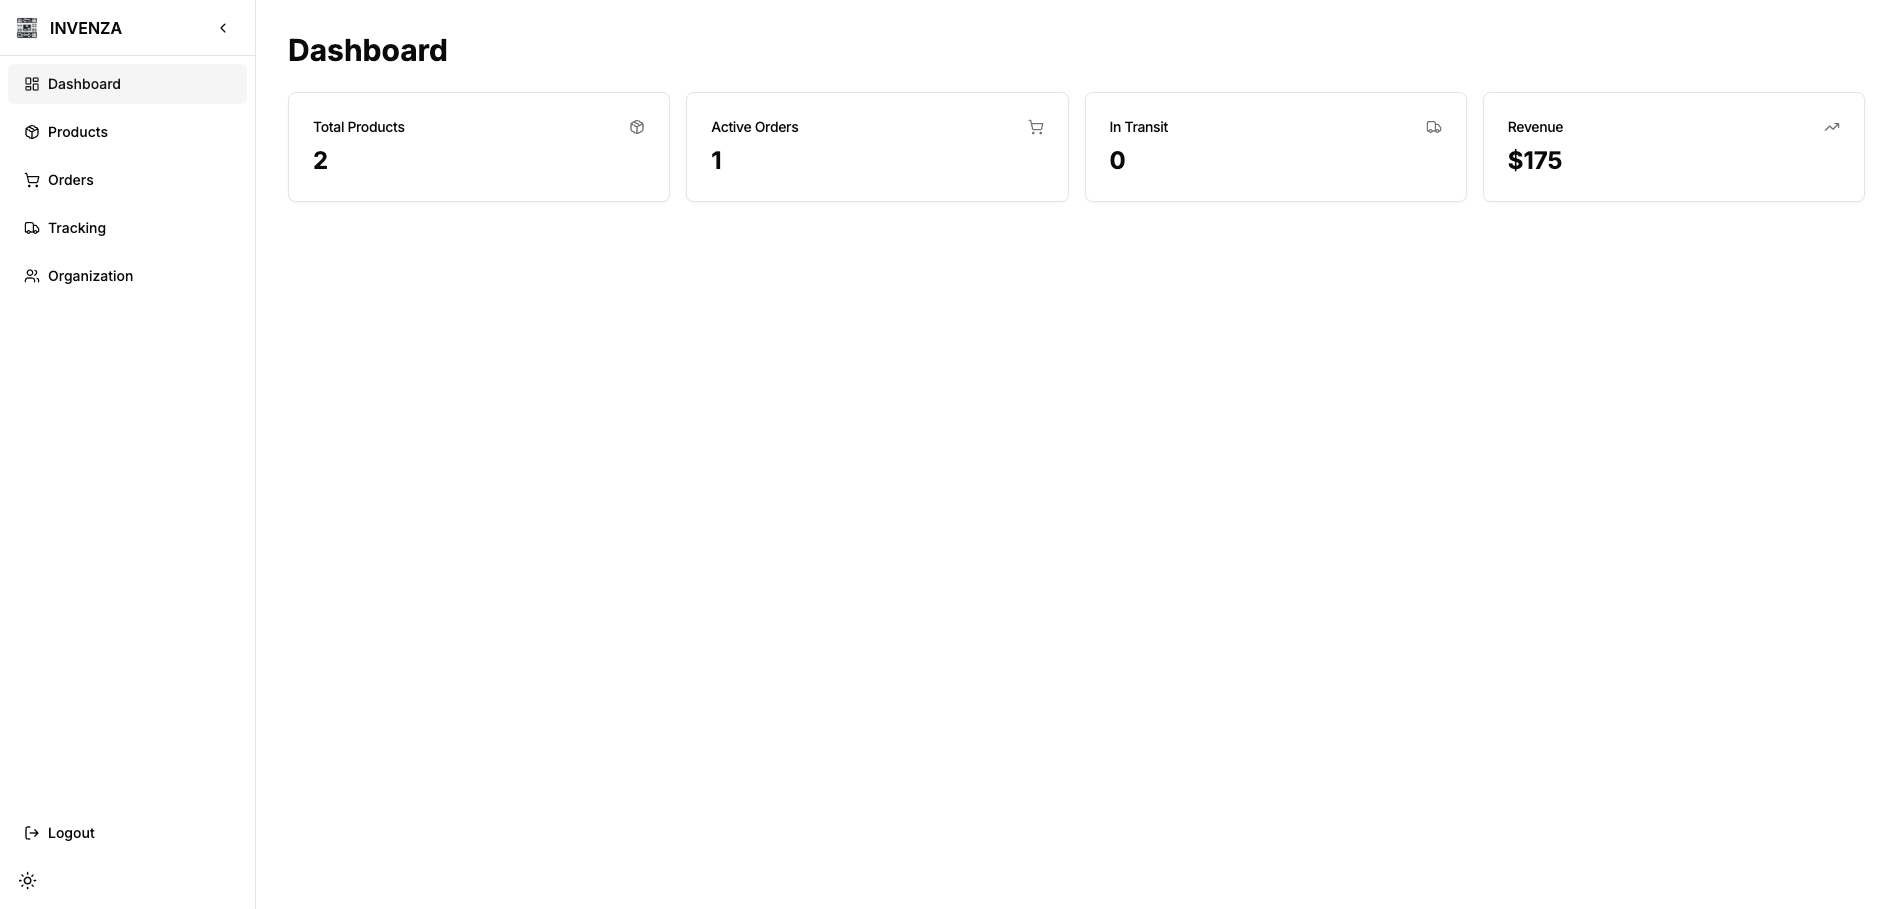 INVENZA
Dashboard
Products
Orders
Tracking
Organization
Logout
Dashboard
Total Products
2
Active Orders
1
In Transit
0
Revenue
$175